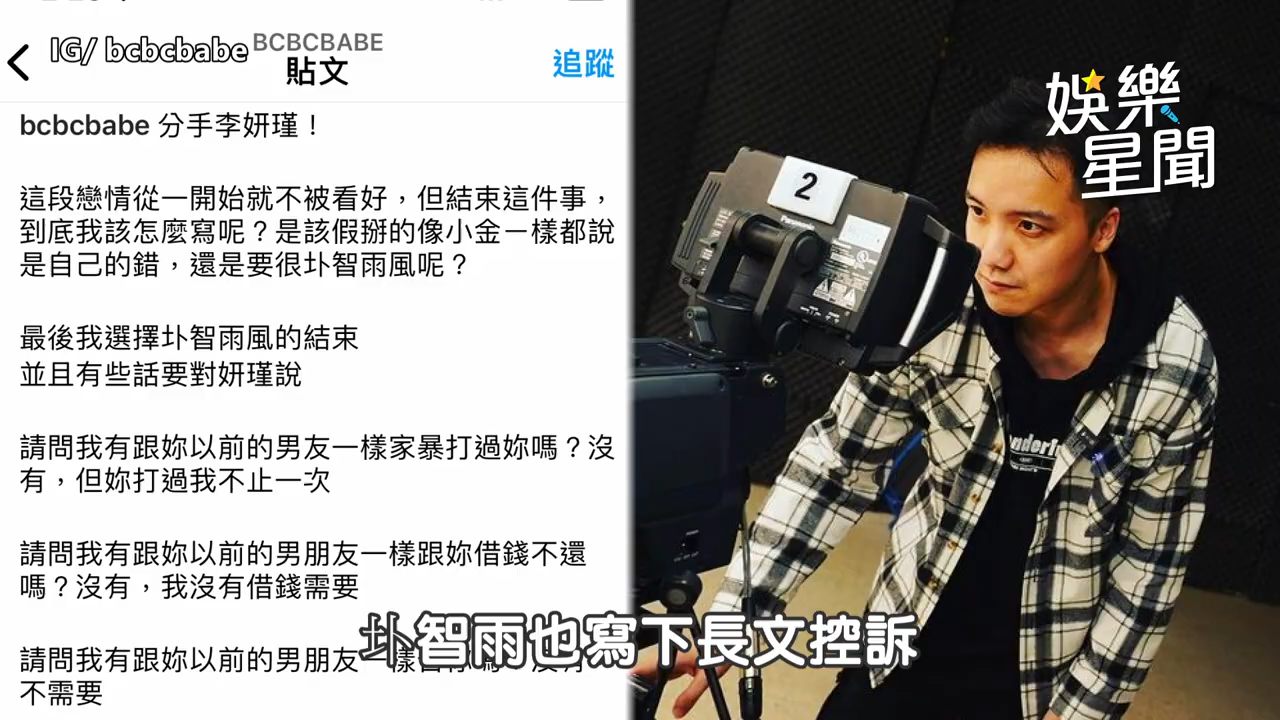 IG/ bcbcbabe
BCBCBABE
貼文
追蹤
bcbcbabe 分手李妍瑾！
這段戀情從一開始就不被看好，但結束這件事，
到底我該怎麼寫呢？是該假掰的像小金一樣都說
是自己的錯，還是要很圤智雨風呢？
最後我選擇圤智雨風的結束
並且有些話要對妍瑾說
請問我有跟妳以前的男友一樣家暴打過妳嗎？沒
有，但妳打過我不止一次
請問我有跟妳以前的男朋友一樣跟妳借錢不還
嗎？沒有，我沒有借錢需要
請問我有跟妳以前的男朋友
不需要
圤智雨也寫下長文控訴
娛樂
星聞
2
Panasonic